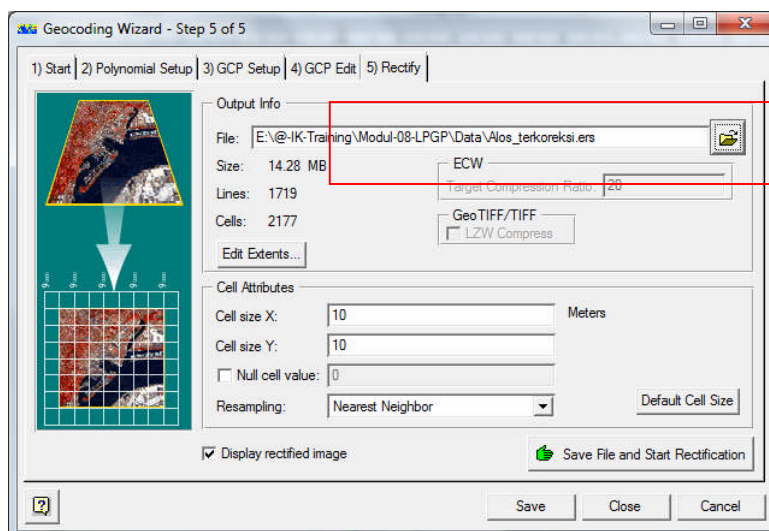 Geocoding Wizard - Step 5 of 5
1) Start 2) Polynomial Setup 3) GCP Setup 4) GCP Edit 5) Rectify
Output Info
File: E:\@-IK-Training\Modul-08-LPGP\Data\Alos_terkoreksi.ers
Size: 14.28 MB
ECW
Target Compression Ratio: 20
Lines: 1719
Cells: 2177
GeoTIFF/TIFF
LZW Compress
Edit Extents...
Cell Attributes
Cell size X: 10 Meters
Cell size Y: 10
Null cell value: 0
Resampling: Nearest Neighbor
Default Cell Size
Display rectified image
Save File and Start Rectification
Save Close Cancel